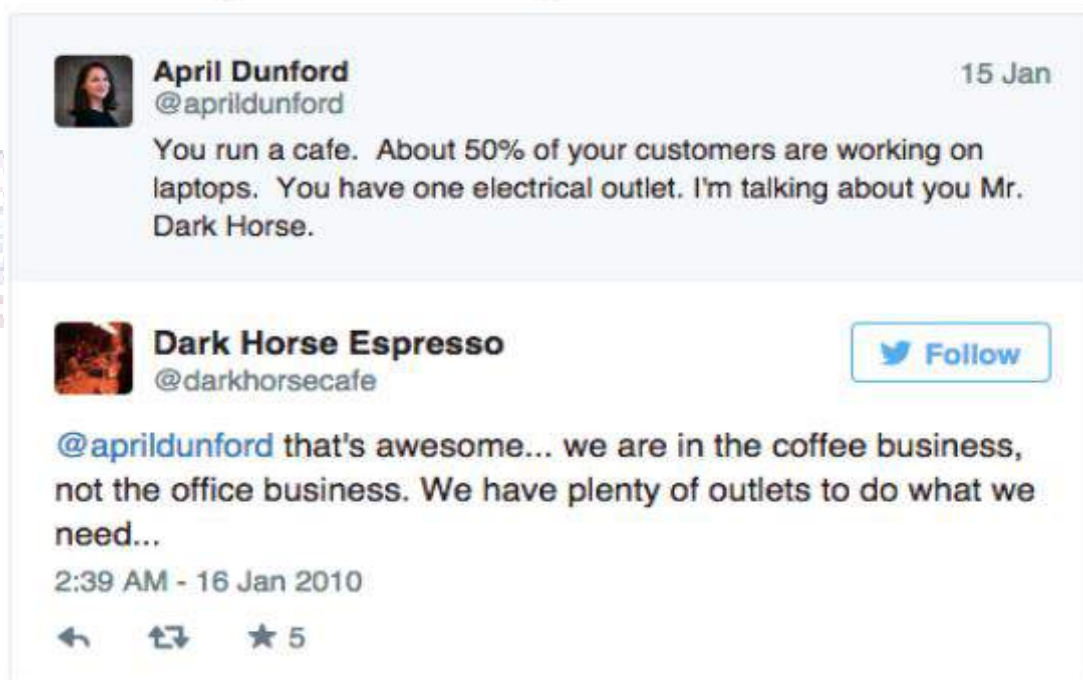 April Dunford
15 Jan
@aprildunford
You run a cafe.  About 50% of your customers are working on
laptops.  You have one electrical outlet. I'm talking about you Mr.
Dark Horse.
Dark Horse Espresso
Follow
@darkhorsecafe
@aprildunford that's awesome... we are in the coffee business,
not the office business. We have plenty of outlets to do what we
need...
2:39 AM - 16 Jan 2010
5